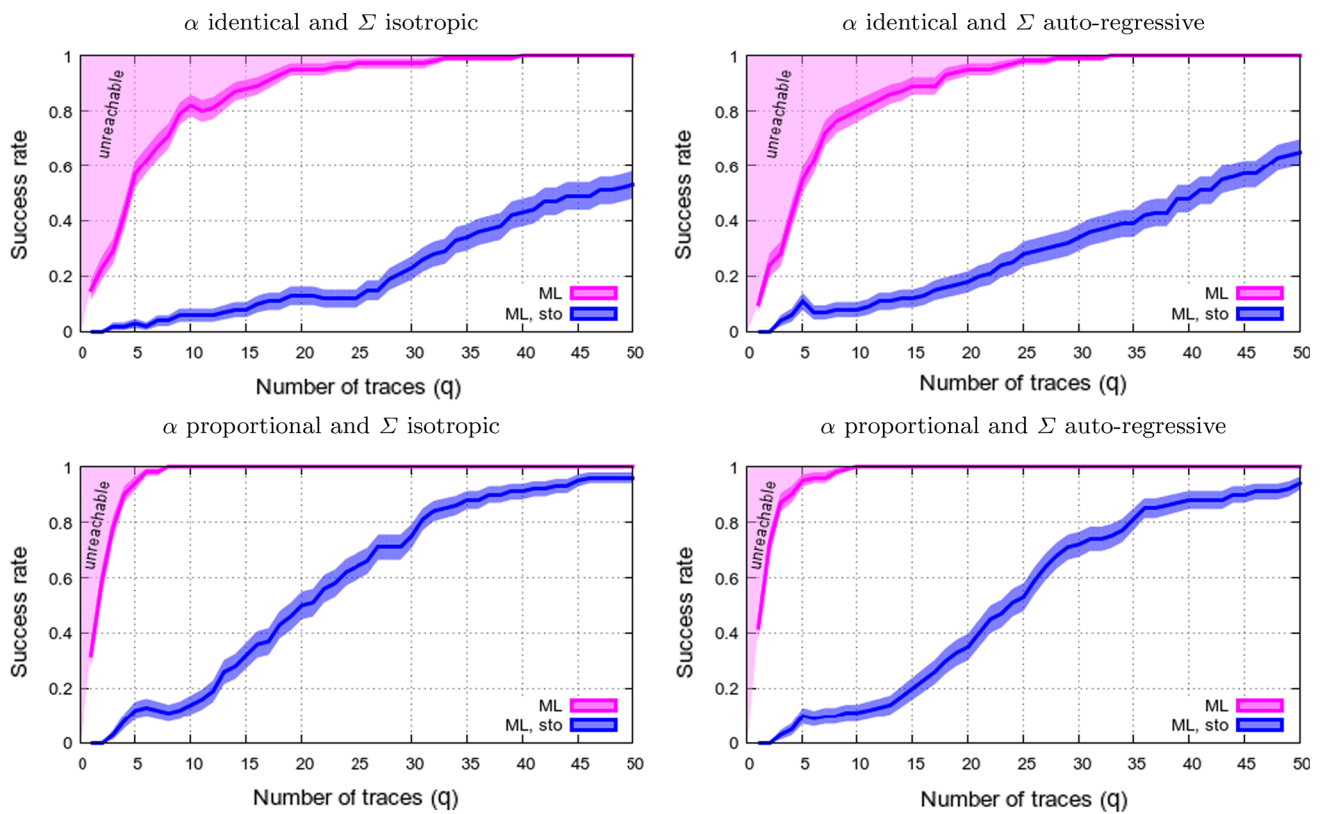 α identical and Σ isotropic
1
0.8
0.6
0.4
0.2
0
Success rate
unreachable
ML
ML, sto
0 5 10 15 20 25 30 35 40 45 50
Number of traces (q)
α identical and Σ auto-regressive
1
0.8
0.6
0.4
0.2
0
Success rate
unreachable
ML
ML, sto
0 5 10 15 20 25 30 35 40 45 50
Number of traces (q)
α proportional and Σ isotropic
1
0.8
0.6
0.4
0.2
0
Success rate
unreachable
ML
ML, sto
0 5 10 15 20 25 30 35 40 45 50
Number of traces (q)
α proportional and Σ auto-regressive
1
0.8
0.6
0.4
0.2
0
Success rate
unreachable
ML
ML, sto
0 5 10 15 20 25 30 35 40 45 50
Number of traces (q)